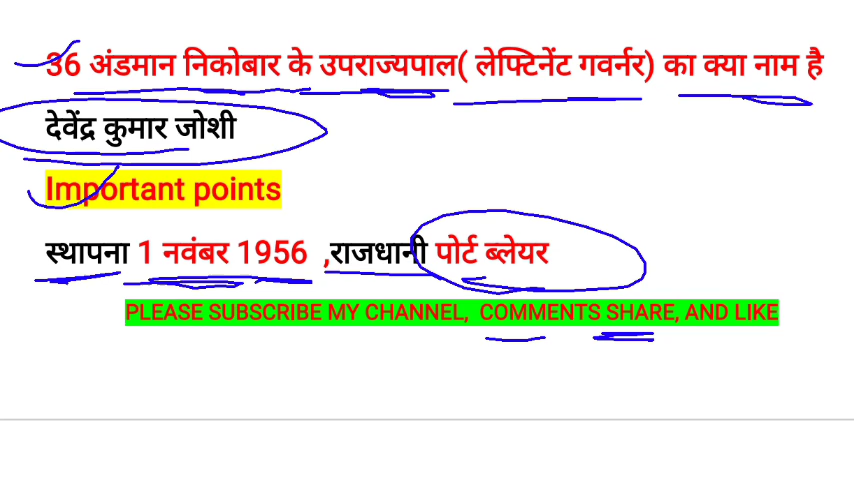 36 अंडमान निकोबार के उपराज्यपाल( लेफ्टिनेंट गवर्नर) का क्या नाम है
देवेंद्र कुमार जोशी
Important points
स्थापना 1 नवंबर 1956 ,राजधानी पोर्ट ब्लेयर
PLEASE SUBSCRIBE MY CHANNEL, COMMENTS SHARE, AND LIKE